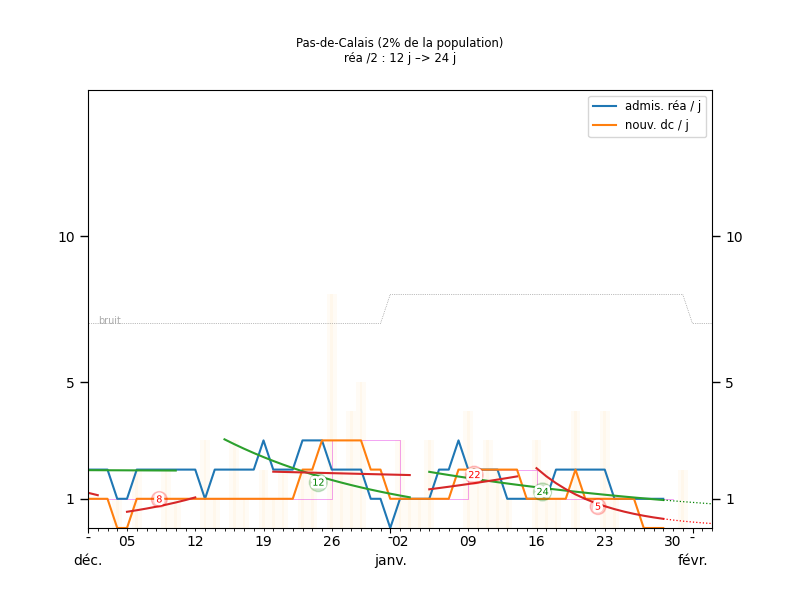 Pas-de-Calais (2% de la population)
réa /2 : 12 j –> 24 j
admis. réa / j
nouv. dc / j
10
10
bruit
5
5
12
22
24
8
5
1
1
- 05 12 19 26 - 02 09 16 23 30 -
déc. janv. févr.